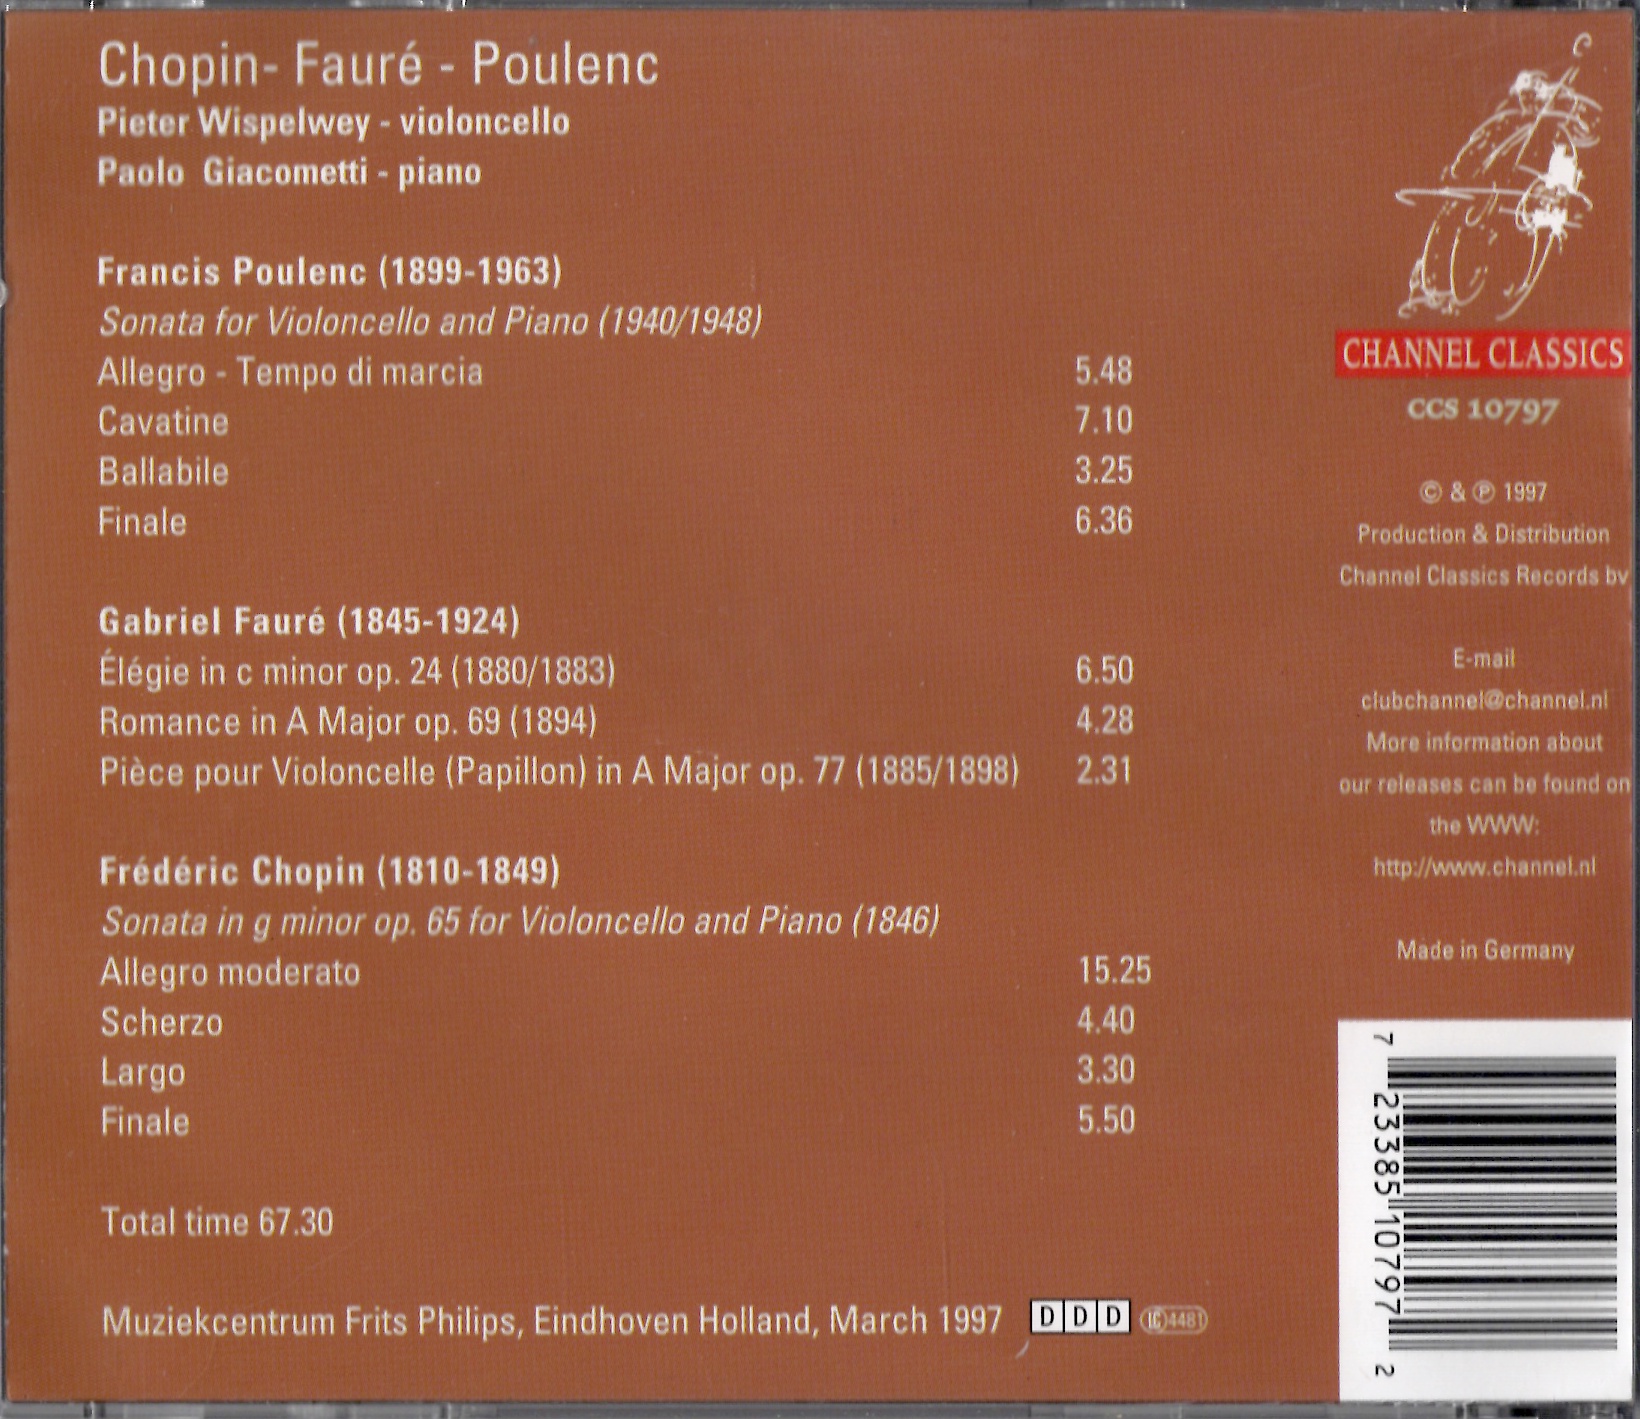 Chopin- Fauré - Poulenc
Pieter Wispelwey - violoncello
Paolo Giacometti - piano
Francis Poulenc (1899-1963)
Sonata for Violoncello and Piano (1940/1948)
Allegro - Tempo di marcia 5.48
Cavatine 7.10
Ballabile 3.25
Finale 6.36
Gabriel Fauré (1845-1924)
Élégie in c minor op. 24 (1880/1883) 6.50
Romance in A Major op. 69 (1894) 4.28
Pièce pour Violoncelle (Papillon) in A Major op. 77 (1885/1898) 2.31
Frédéric Chopin (1810-1849)
Sonata in g minor op. 65 for Violoncello and Piano (1846)
Allegro moderato 15.25
Scherzo 4.40
Largo 3.30
Finale 5.50
Total time 67.30
Muziekcentrum Frits Philips, Eindhoven Holland, March 1997 DDD LC 4481
CHANNEL CLASSICS
CCS 10797
© & ℗ 1997
Production & Distribution
Channel Classics Records bv
E-mail
clubchannel@channel.nl
More information about
our releases can be found on
the WWW:
http://www.channel.nl
Made in Germany
7 23385 10797 2